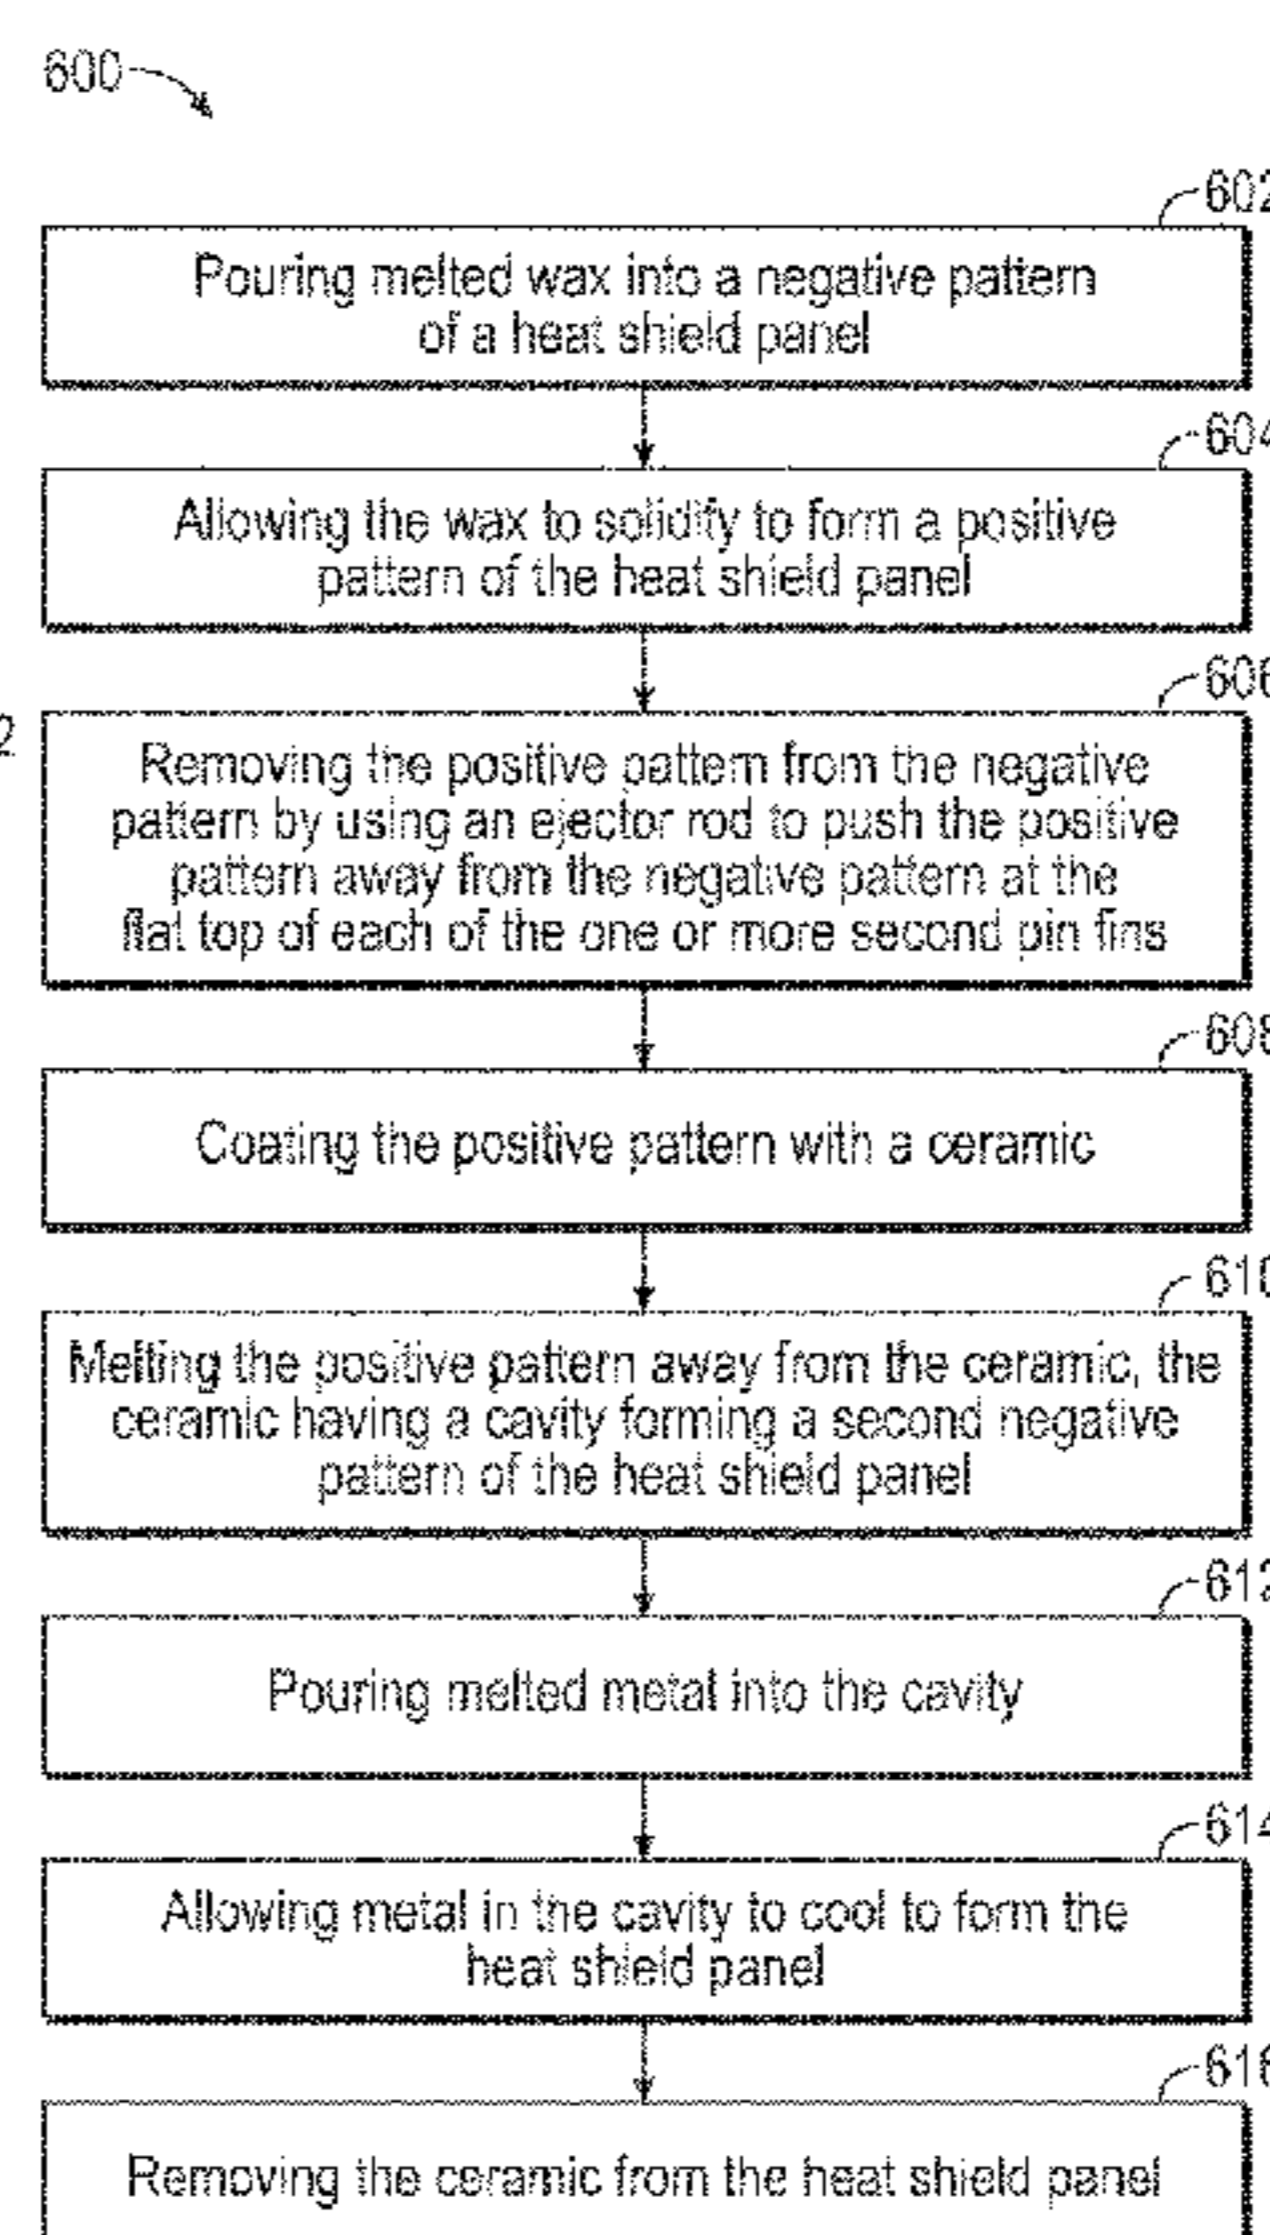 600
602
Pouring melted wax into a negative pattern
of a heat shield panel
604
Allowing the wax to solidify to form a positive
pattern of the heat shield panel
606
2
Removing the positive pattern from the negative
pattern by using an ejector rod to push the positive
pattern away from the negative pattern at the
flat top of each of the one or more second pin fins
608
Coating the positive pattern with a ceramic
610
Melting the positive pattern away from the ceramic, the
ceramic having a cavity forming a second negative
pattern of the heat shield panel
612
Pouring melted metal into the cavity
614
Allowing metal in the cavity to cool to form the
heat shield panel
616
Removing the ceramic from the heat shield panel